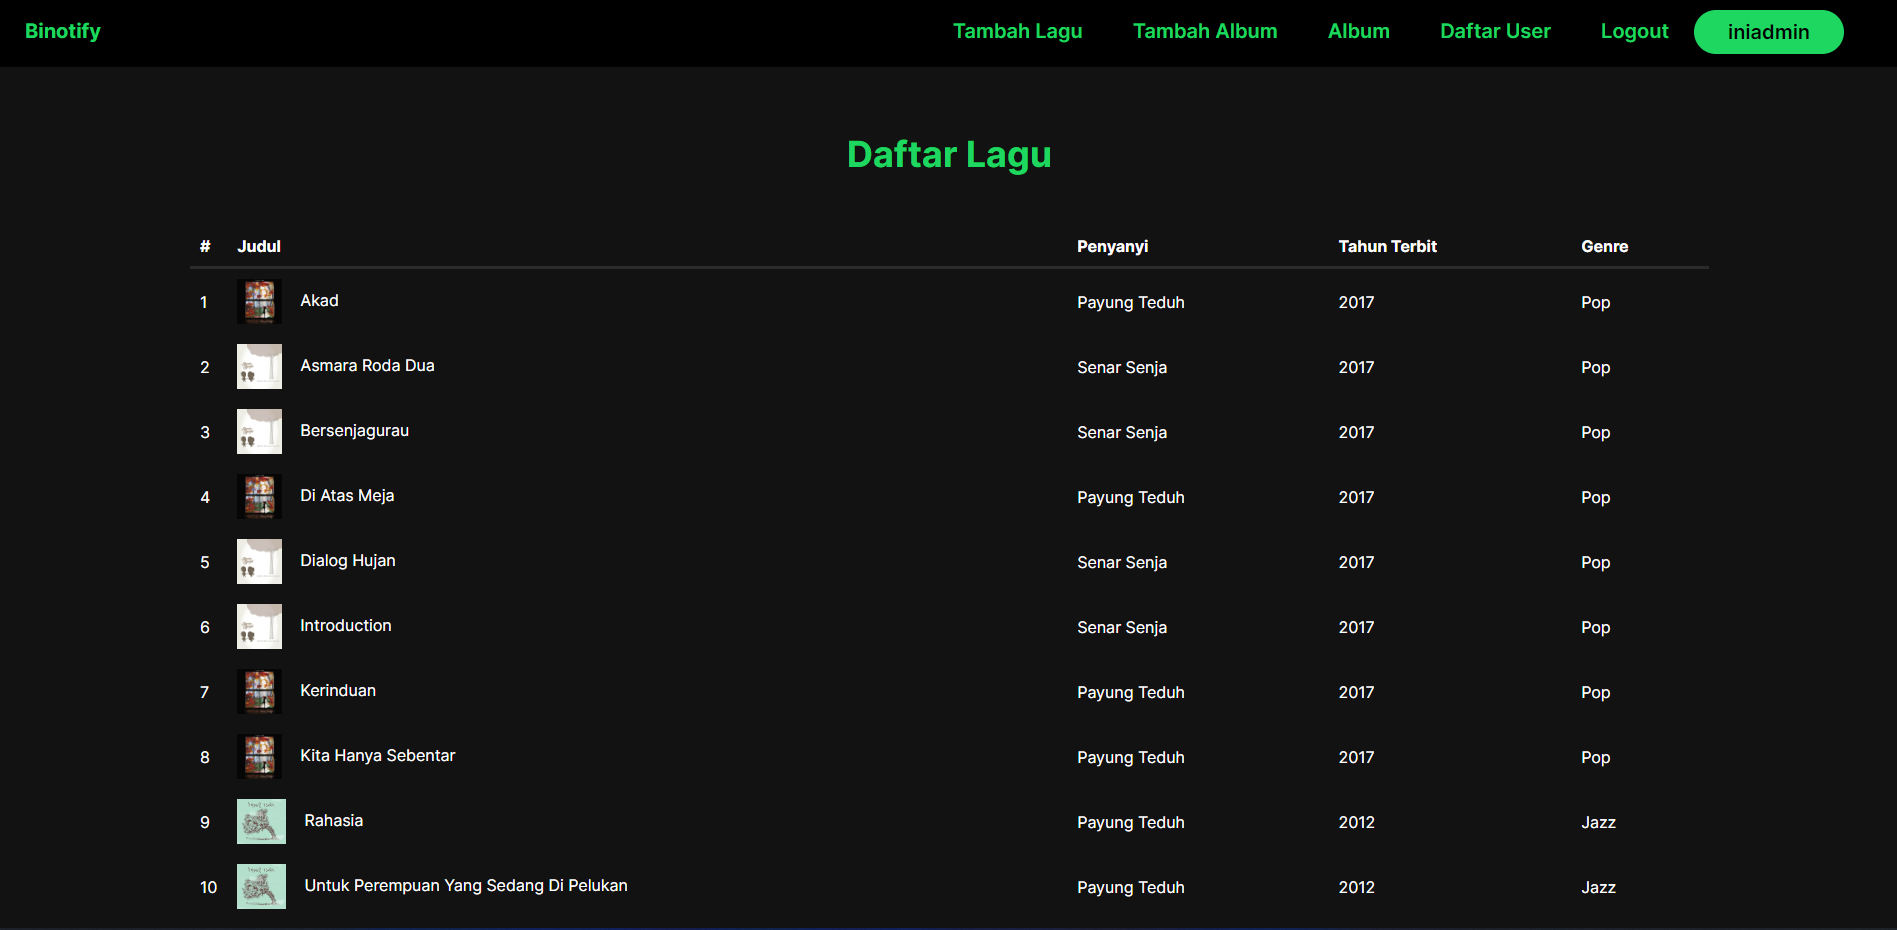 Binotify Tambah Lagu Tambah Album Album Daftar User Logout iniadmin
Daftar Lagu
# Judul Penyanyi Tahun Terbit Genre
1 Akad Payung Teduh 2017 Pop
2 Asmara Roda Dua Senar Senja 2017 Pop
3 Bersenjagurau Senar Senja 2017 Pop
4 Di Atas Meja Payung Teduh 2017 Pop
5 Dialog Hujan Senar Senja 2017 Pop
6 Introduction Senar Senja 2017 Pop
7 Kerinduan Payung Teduh 2017 Pop
8 Kita Hanya Sebentar Payung Teduh 2017 Pop
9 Rahasia Payung Teduh 2012 Jazz
10 Untuk Perempuan Yang Sedang Di Pelukan Payung Teduh 2012 Jazz